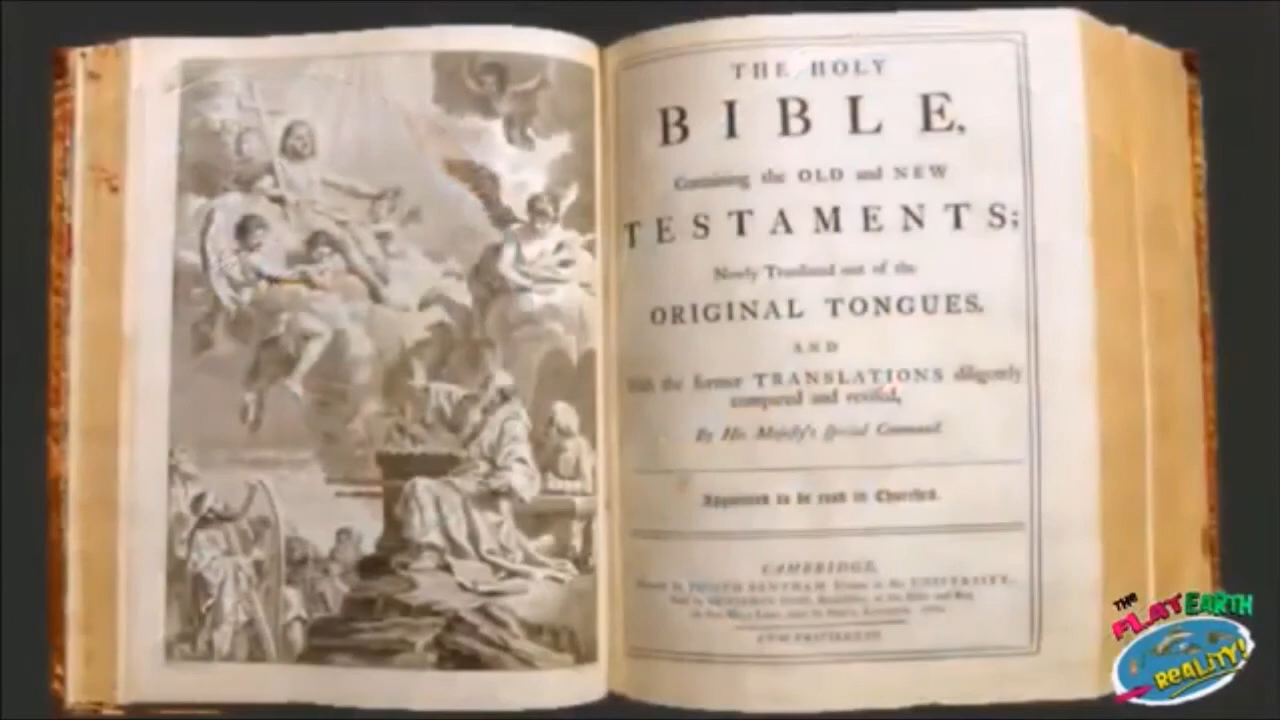 THE HOLY
BIBLE,
Containing the OLD and NEW
TESTAMENTS;
Newly Translated out of the
ORIGINAL TONGUES,
AND
With the former TRANSLATIONS diligently
compared and revised,
By His Majesty's special Command.
Appointed to be read in Churches.
CAMBRIDGE,
UNIVERSITY,
THE
FLAT EARTH
REALITY!